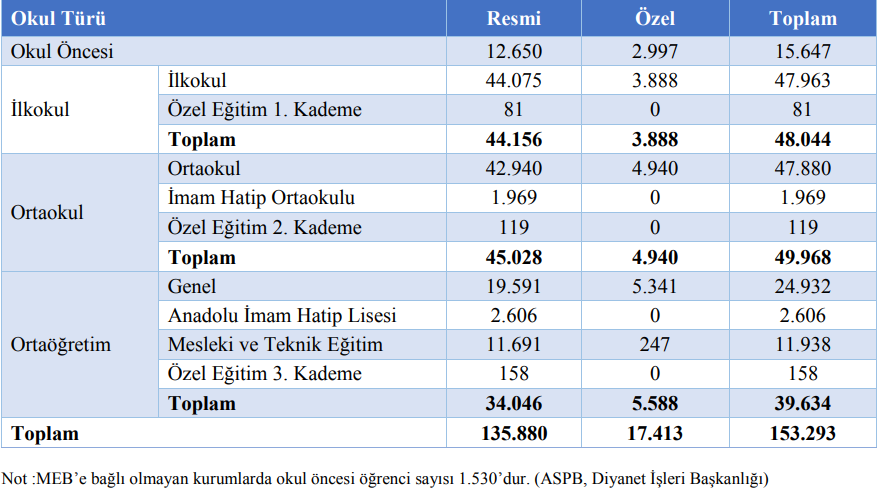 Okul Türü Resmi Özel Toplam
Okul Öncesi 12.650 2.997 15.647
İlkokul İlkokul 44.075 3.888 47.963
Özel Eğitim 1. Kademe 81 0 81
Toplam 44.156 3.888 48.044
Ortaokul Ortaokul 42.940 4.940 47.880
İmam Hatip Ortaokulu 1.969 0 1.969
Özel Eğitim 2. Kademe 119 0 119
Toplam 45.028 4.940 49.968
Ortaöğretim Genel 19.591 5.341 24.932
Anadolu İmam Hatip Lisesi 2.606 0 2.606
Mesleki ve Teknik Eğitim 11.691 247 11.938
Özel Eğitim 3. Kademe 158 0 158
Toplam 34.046 5.588 39.634
Toplam 135.880 17.413 153.293
Not :MEB’e bağlı olmayan kurumlarda okul öncesi öğrenci sayısı 1.530’dur. (ASPB, Diyanet İşleri Başkanlığı)